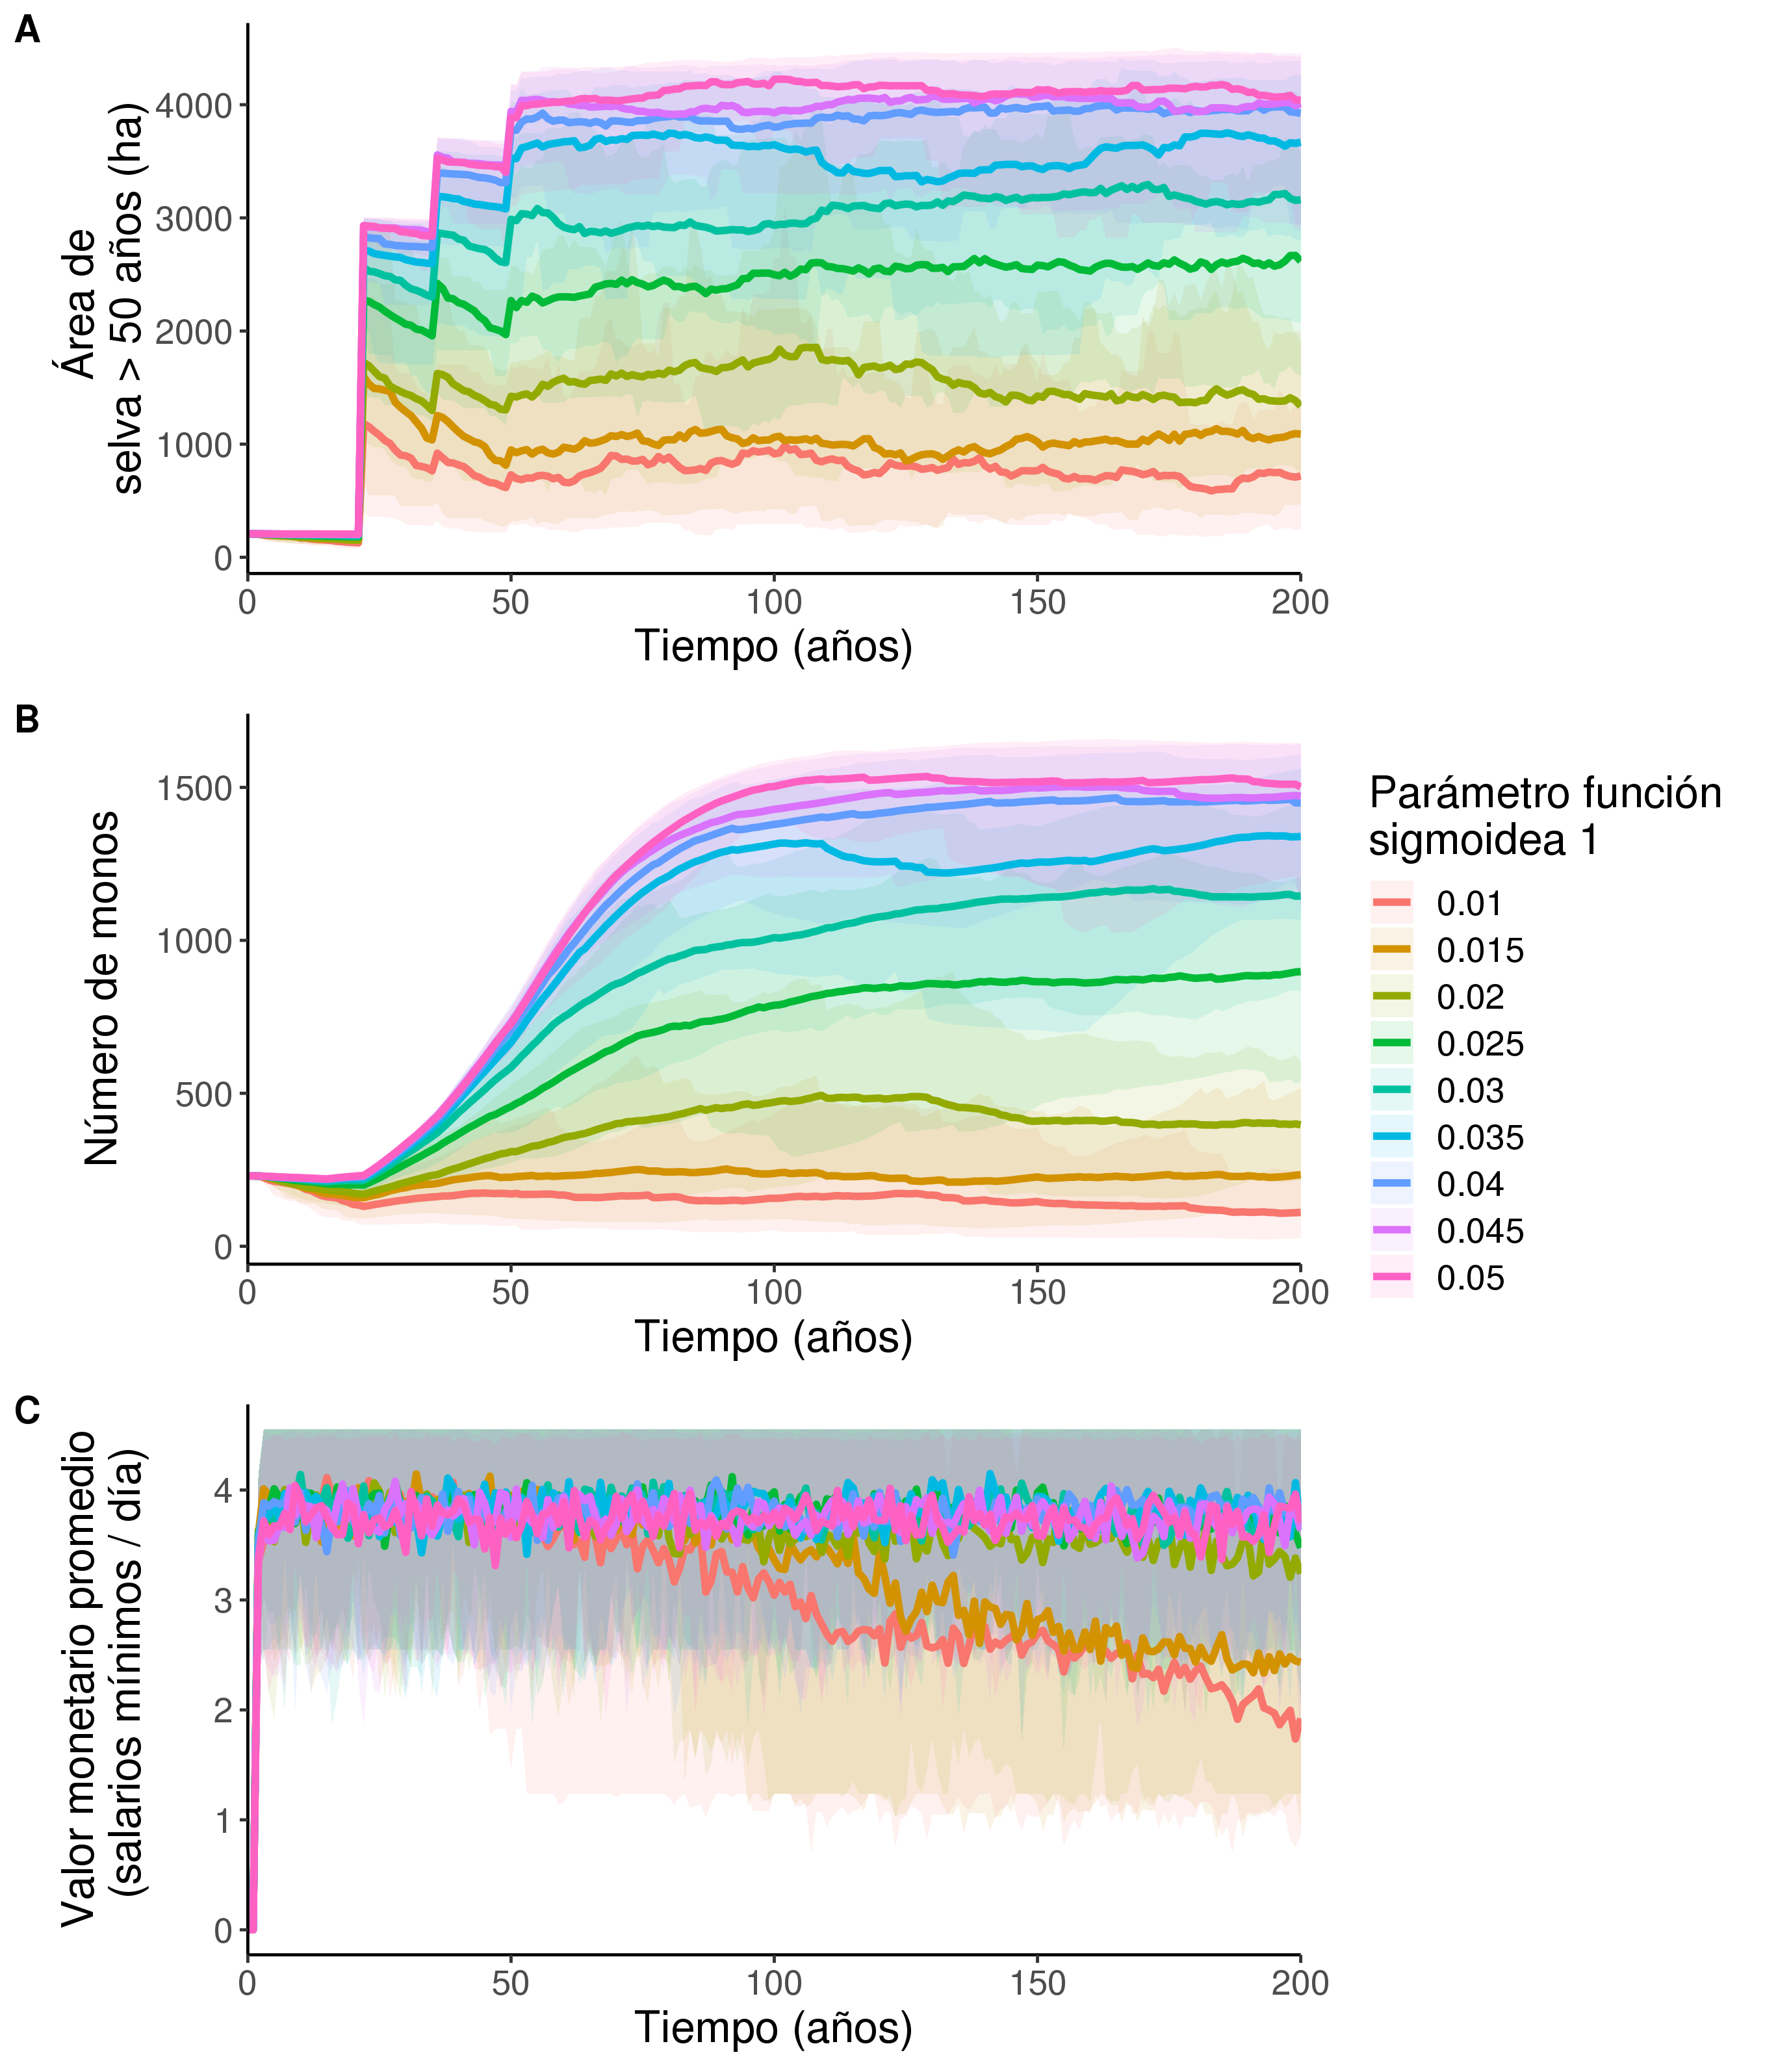 A
Área de
selva > 50 años (ha)
4000
3000
2000
1000
0
0 50 100 150 200
Tiempo (años)
B
Número de monos
1500
1000
500
0
0 50 100 150 200
Tiempo (años)
Parámetro función
sigmoidea 1
0.01
0.015
0.02
0.025
0.03
0.035
0.04
0.045
0.05
C
Valor monetario promedio
(salarios mínimos / día)
4
3
2
1
0
0 50 100 150 200
Tiempo (años)